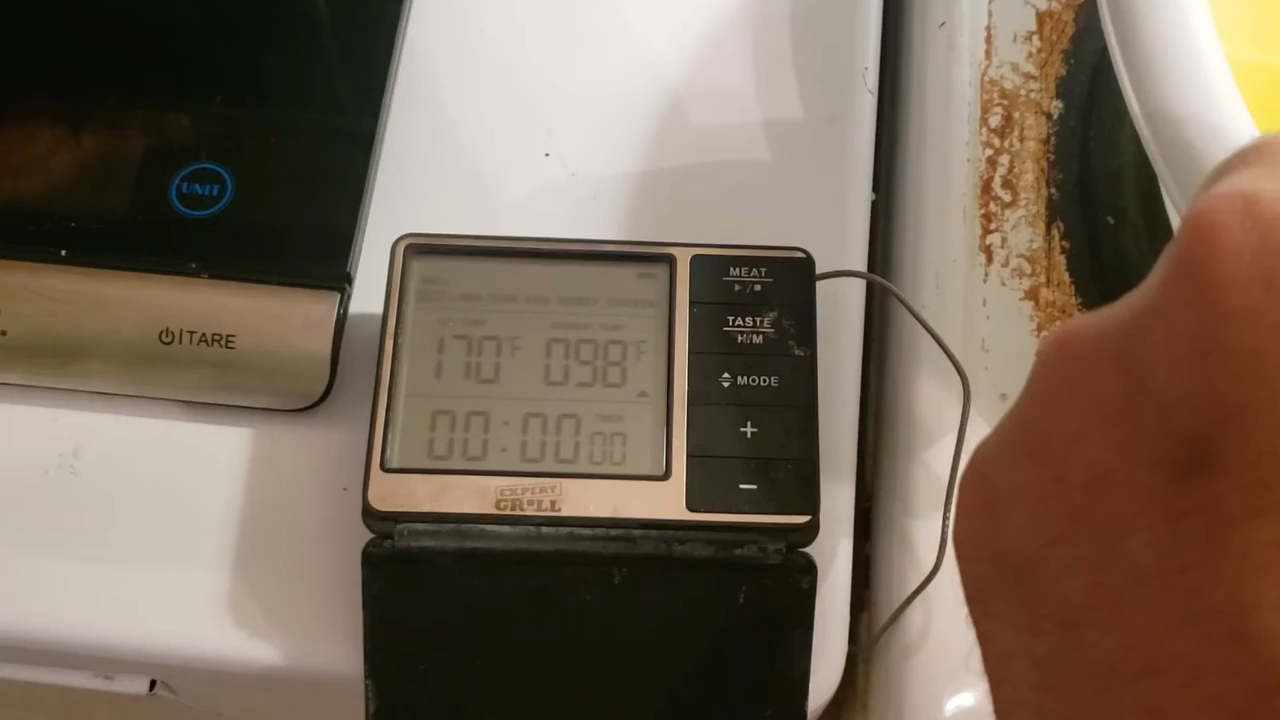 UNIT
TARE
MEAT
TASTE
H/M
MODE
+
-
170°F 098°F
00:00 00
EXPERT
GRILL